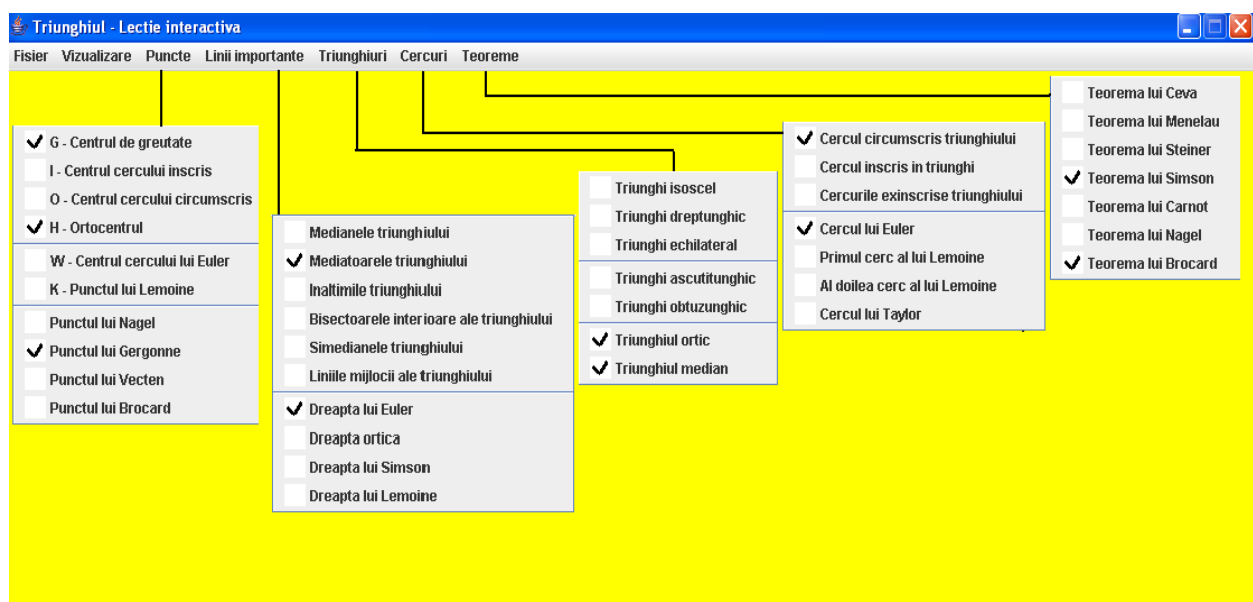 Triunghiul - Lectie interactiva
Fisier Vizualizare Puncte Linii importante Triunghiuri Cercuri Teoreme
G - Centrul de greutate
I - Centrul cercului inscris
O - Centrul cercului circumscris
H - Ortocentrul
W - Centrul cercului lui Euler
K - Punctul lui Lemoine
Punctul lui Nagel
Punctul lui Gergonne
Punctul lui Vecten
Punctul lui Brocard
Medianele triunghiului
Mediatoarele triunghiului
Inaltimile triunghiului
Bisectoarele interioare ale triunghiului
Simedianele triunghiului
Liniile mijlocii ale triunghiului
Dreapta lui Euler
Dreapta ortica
Dreapta lui Simson
Dreapta lui Lemoine
Triunghi isoscel
Triunghi dreptunghic
Triunghi echilateral
Triunghi ascutitunghic
Triunghi obtuzunghic
Triunghiul ortic
Triunghiul median
Cercul circumscris triunghiului
Cercul inscris in triunghi
Cercurile exinscrise triunghiului
Cercul lui Euler
Primul cerc al lui Lemoine
Al doilea cerc al lui Lemoine
Cercul lui Taylor
Teorema lui Ceva
Teorema lui Menelau
Teorema lui Steiner
Teorema lui Simson
Teorema lui Carnot
Teorema lui Nagel
Teorema lui Brocard